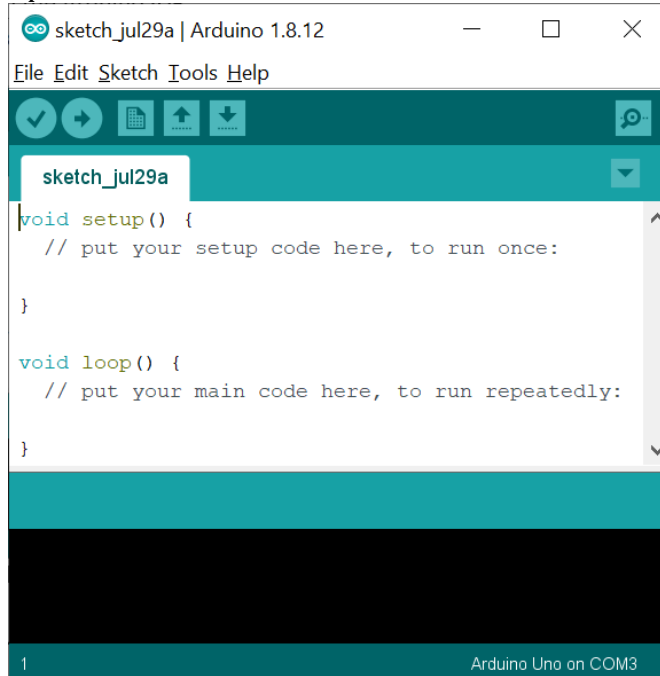 sketch_jul29a | Arduino 1.8.12
File Edit Sketch Tools Help
sketch_jul29a
void setup() {
  // put your setup code here, to run once:
}
void loop() {
  // put your main code here, to run repeatedly:
}
1 Arduino Uno on COM3